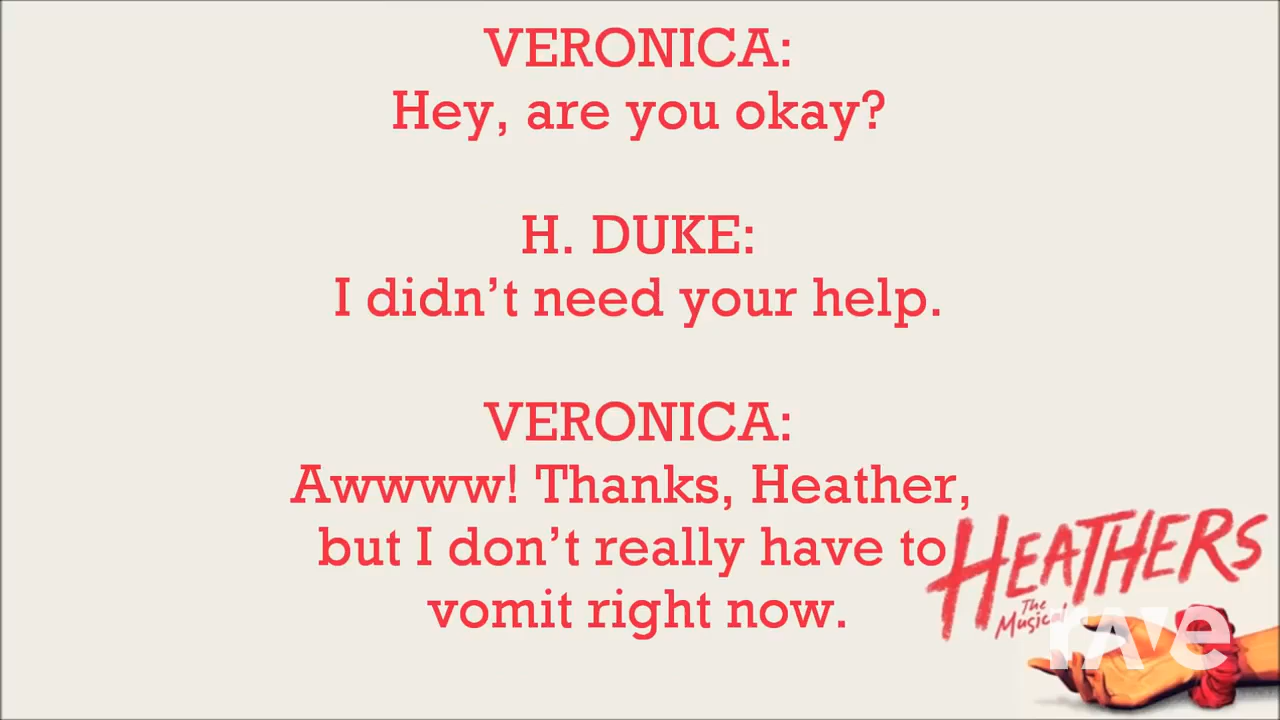 VERONICA:
Hey, are you okay?
H. DUKE:
I didn’t need your help.
VERONICA:
Awwww! Thanks, Heather,
but I don’t really have to
vomit right now.
HEATHERS
The
Musical
rave